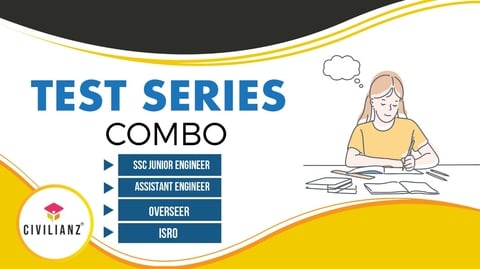 TEST SERIES
COMBO
SSC JUNIOR ENGINEER
ASSISTANT ENGINEER
OVERSEER
ISRO
CIVILIANZ®